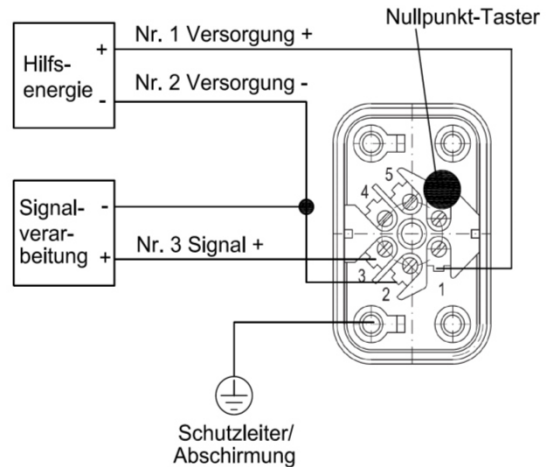 Nullpunkt-Taster
+
Nr. 1 Versorgung +
Hilfs-
energie
-
Nr. 2 Versorgung -
5
4
Signal-
verar-
beitung
-
Nr. 3 Signal +
+
3
2
1
Schutzleiter/
Abschirmung